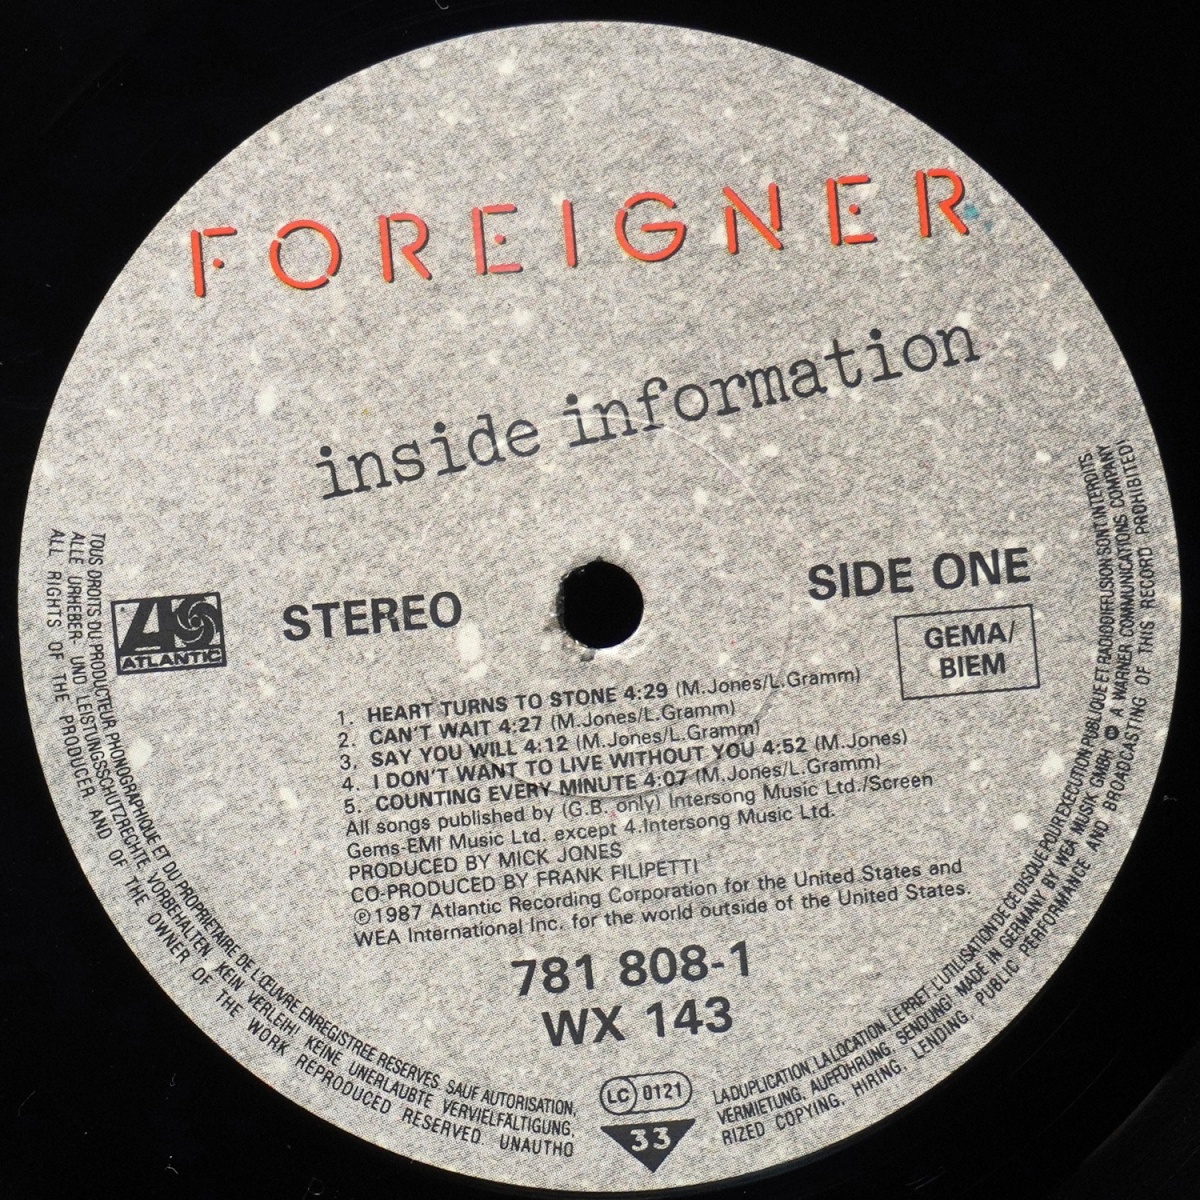 FOREIGNER
inside information
STEREO
SIDE ONE
ATLANTIC
GEMA/
BIEM
1. HEART TURNS TO STONE 4:29 (M.Jones/L.Gramm)
2. CAN'T WAIT 4:27 (M.Jones/L.Gramm)
3. SAY YOU WILL 4:12 (M.Jones/L.Gramm)
4. I DON'T WANT TO LIVE WITHOUT YOU 4:52 (M.Jones)
5. COUNTING EVERY MINUTE 4:07 (M.Jones/L.Gramm)
All songs published by (G.B. only) Intersong Music Ltd./Screen
Gems-EMI Music Ltd. except 4.Intersong Music Ltd.
PRODUCED BY MICK JONES
CO-PRODUCED BY FRANK FILIPETTI
℗1987 Atlantic Recording Corporation for the United States and
WEA International Inc. for the world outside of the United States.
781 808-1
WX 143
LC 0121
33
TOUS DROITS DU PRODUCTEUR PHONOGRAPHIQUE ET DU PROPRIETAIRE DE L'ŒUVRE ENREGISTREE RESERVES. SAUF AUTORISATION, LA DUPLICATION, LA LOCATION, LE PRET, L'UTILISATION DE CE DISQUE POUR EXECUTION PUBLIQUE ET RADIODIFFUSION SONT INTERDITS.
ALLE URHEBER- UND LEISTUNGSSCHUTZRECHTE VORBEHALTEN. KEIN VERLEIH! KEINE UNERLAUBTE VERVIELFÄLTIGUNG, VERMIETUNG, AUFFÜHRUNG, SENDUNG! MADE IN GERMANY BY WEA MUSIK GMBH A WARNER COMMUNICATIONS COMPANY
ALL RIGHTS OF THE PRODUCER AND OF THE OWNER OF THE WORK REPRODUCED RESERVED UNAUTHORIZED COPYING, HIRING, LENDING, PUBLIC PERFORMANCE AND BROADCASTING OF THIS RECORD PROHIBITED!